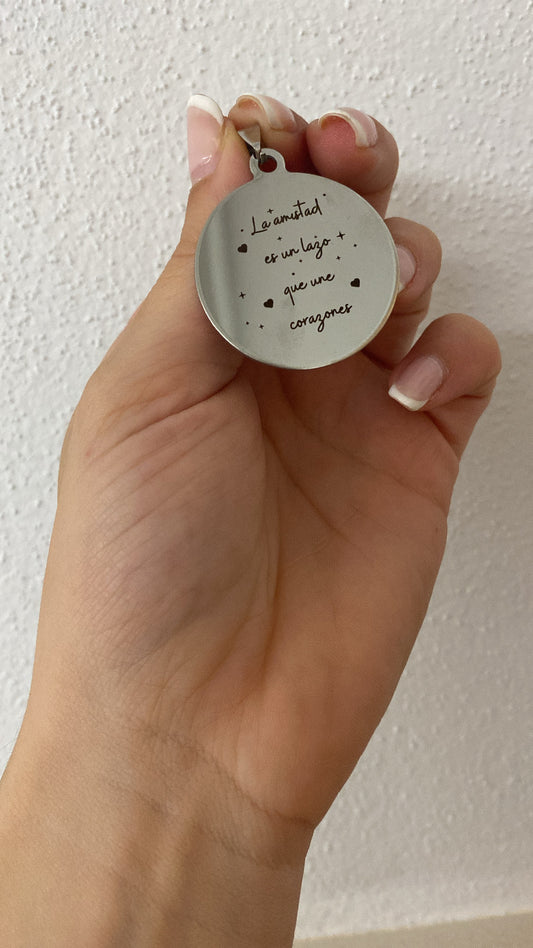 La amistad
es un lazo
que une
corazones